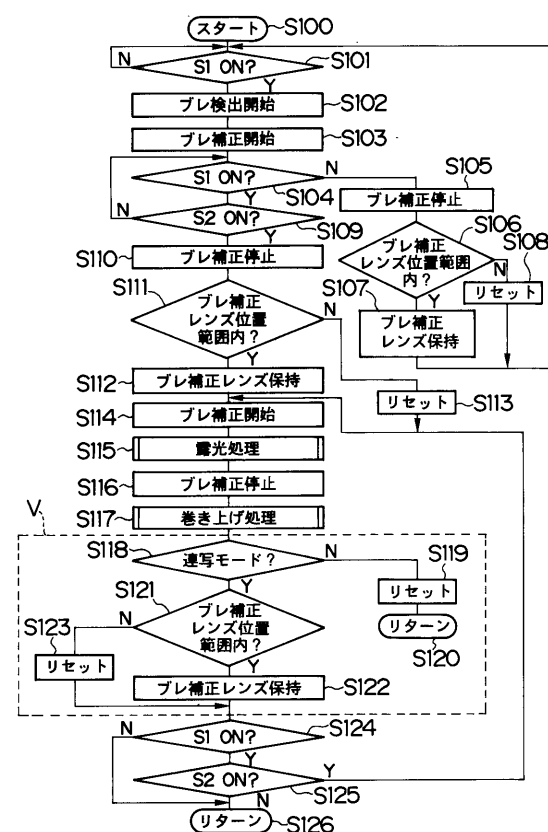 スタート S100
N S1 ON? S101
Y
ブレ検出開始 S102
ブレ補正開始 S103
S1 ON? N S104
Y
N S2 ON? S109
Y
S105
ブレ補正停止
S106
ブレ補正
レンズ位置範囲
内?
N S108
リセット
S107 Y
ブレ補正
レンズ保持
S110 ブレ補正停止
S111
ブレ補正
レンズ位置
範囲内?
N
Y
S112 ブレ補正レンズ保持
リセット S113
S114 ブレ補正開始
S115 露光処理
S116 ブレ補正停止
S117 巻き上げ処理
V
S118 連写モード? N S119
リセット
リターン
S120
Y
S121
N ブレ補正
レンズ位置
範囲内?
S123
リセット
Y
ブレ補正レンズ保持 S122
N S1 ON? S124
Y
S2 ON? Y S125
N
リターン S126